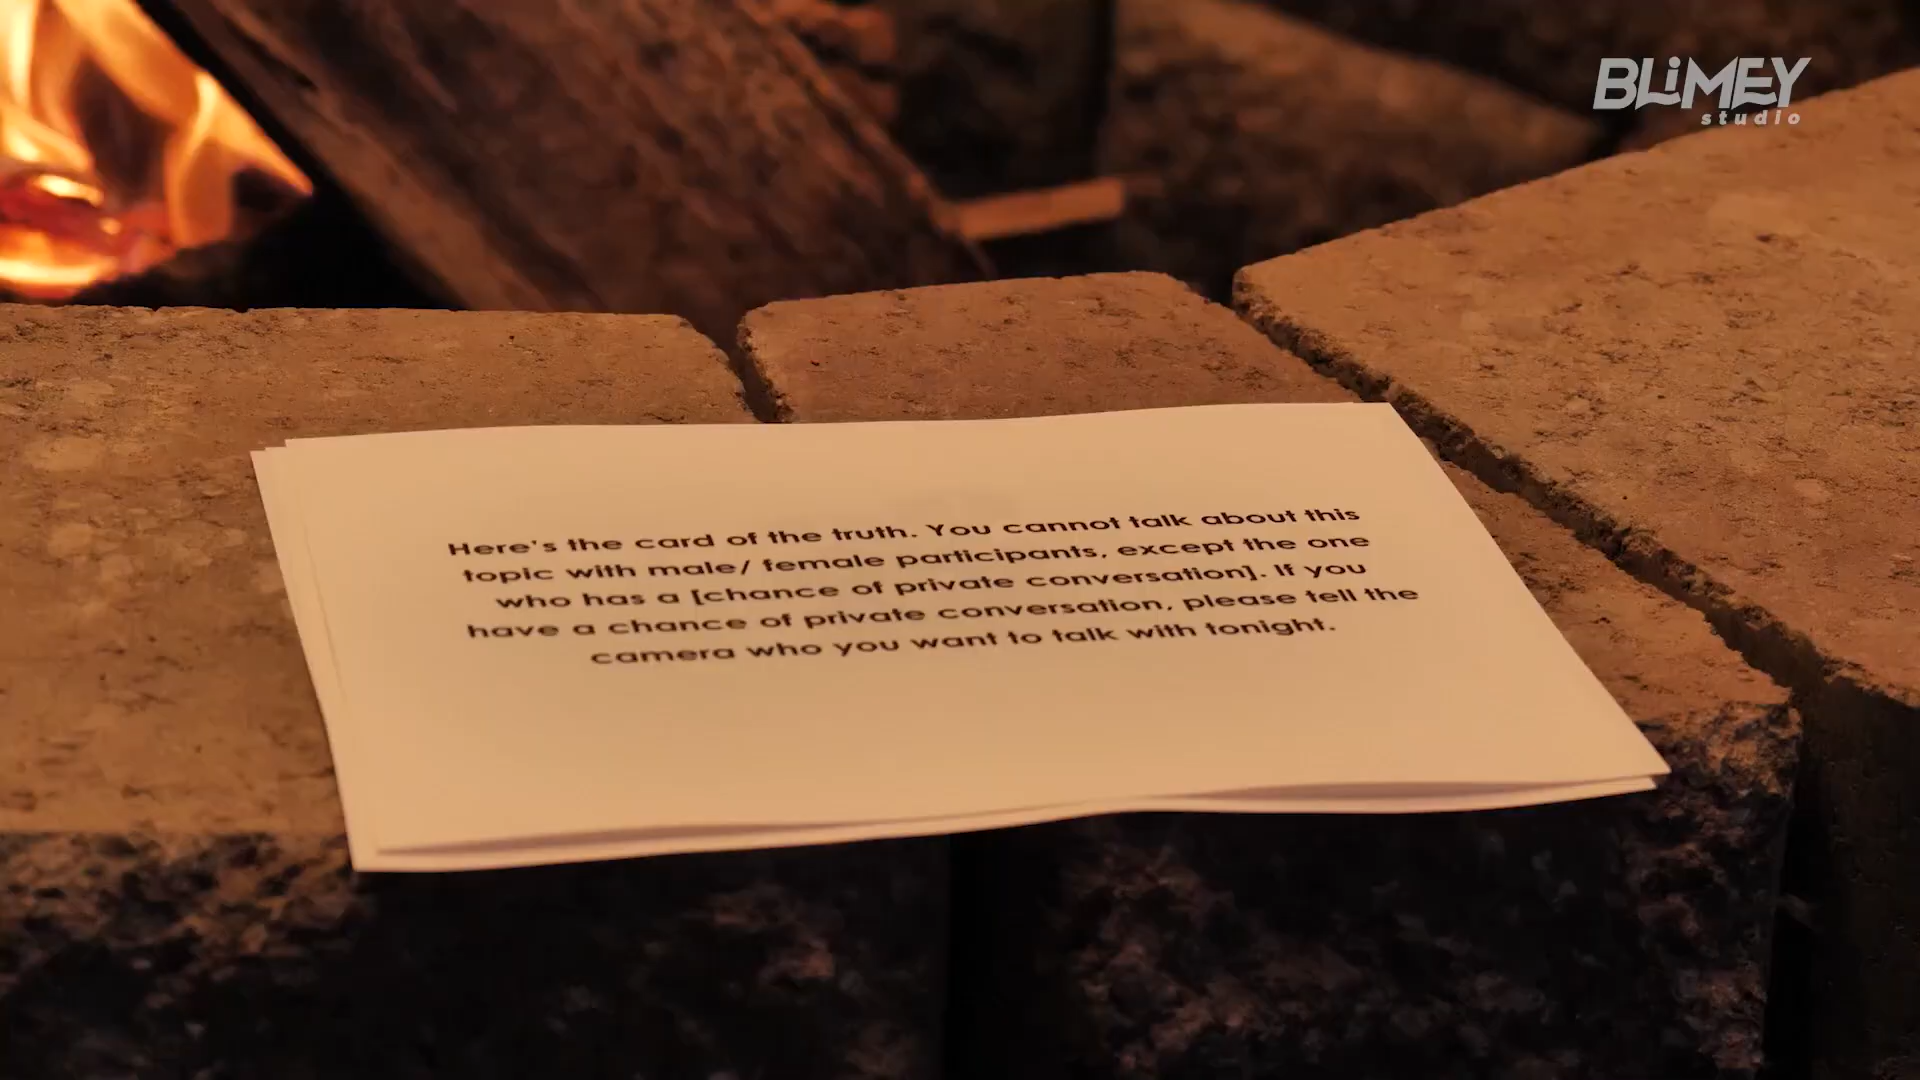 BLiMEY
studio
Here's the card of the truth. You cannot talk about this
topic with male/ female participants, except the one
who has a [chance of private conversation]. If you
have a chance of private conversation, please tell the
camera who you want to talk with tonight.